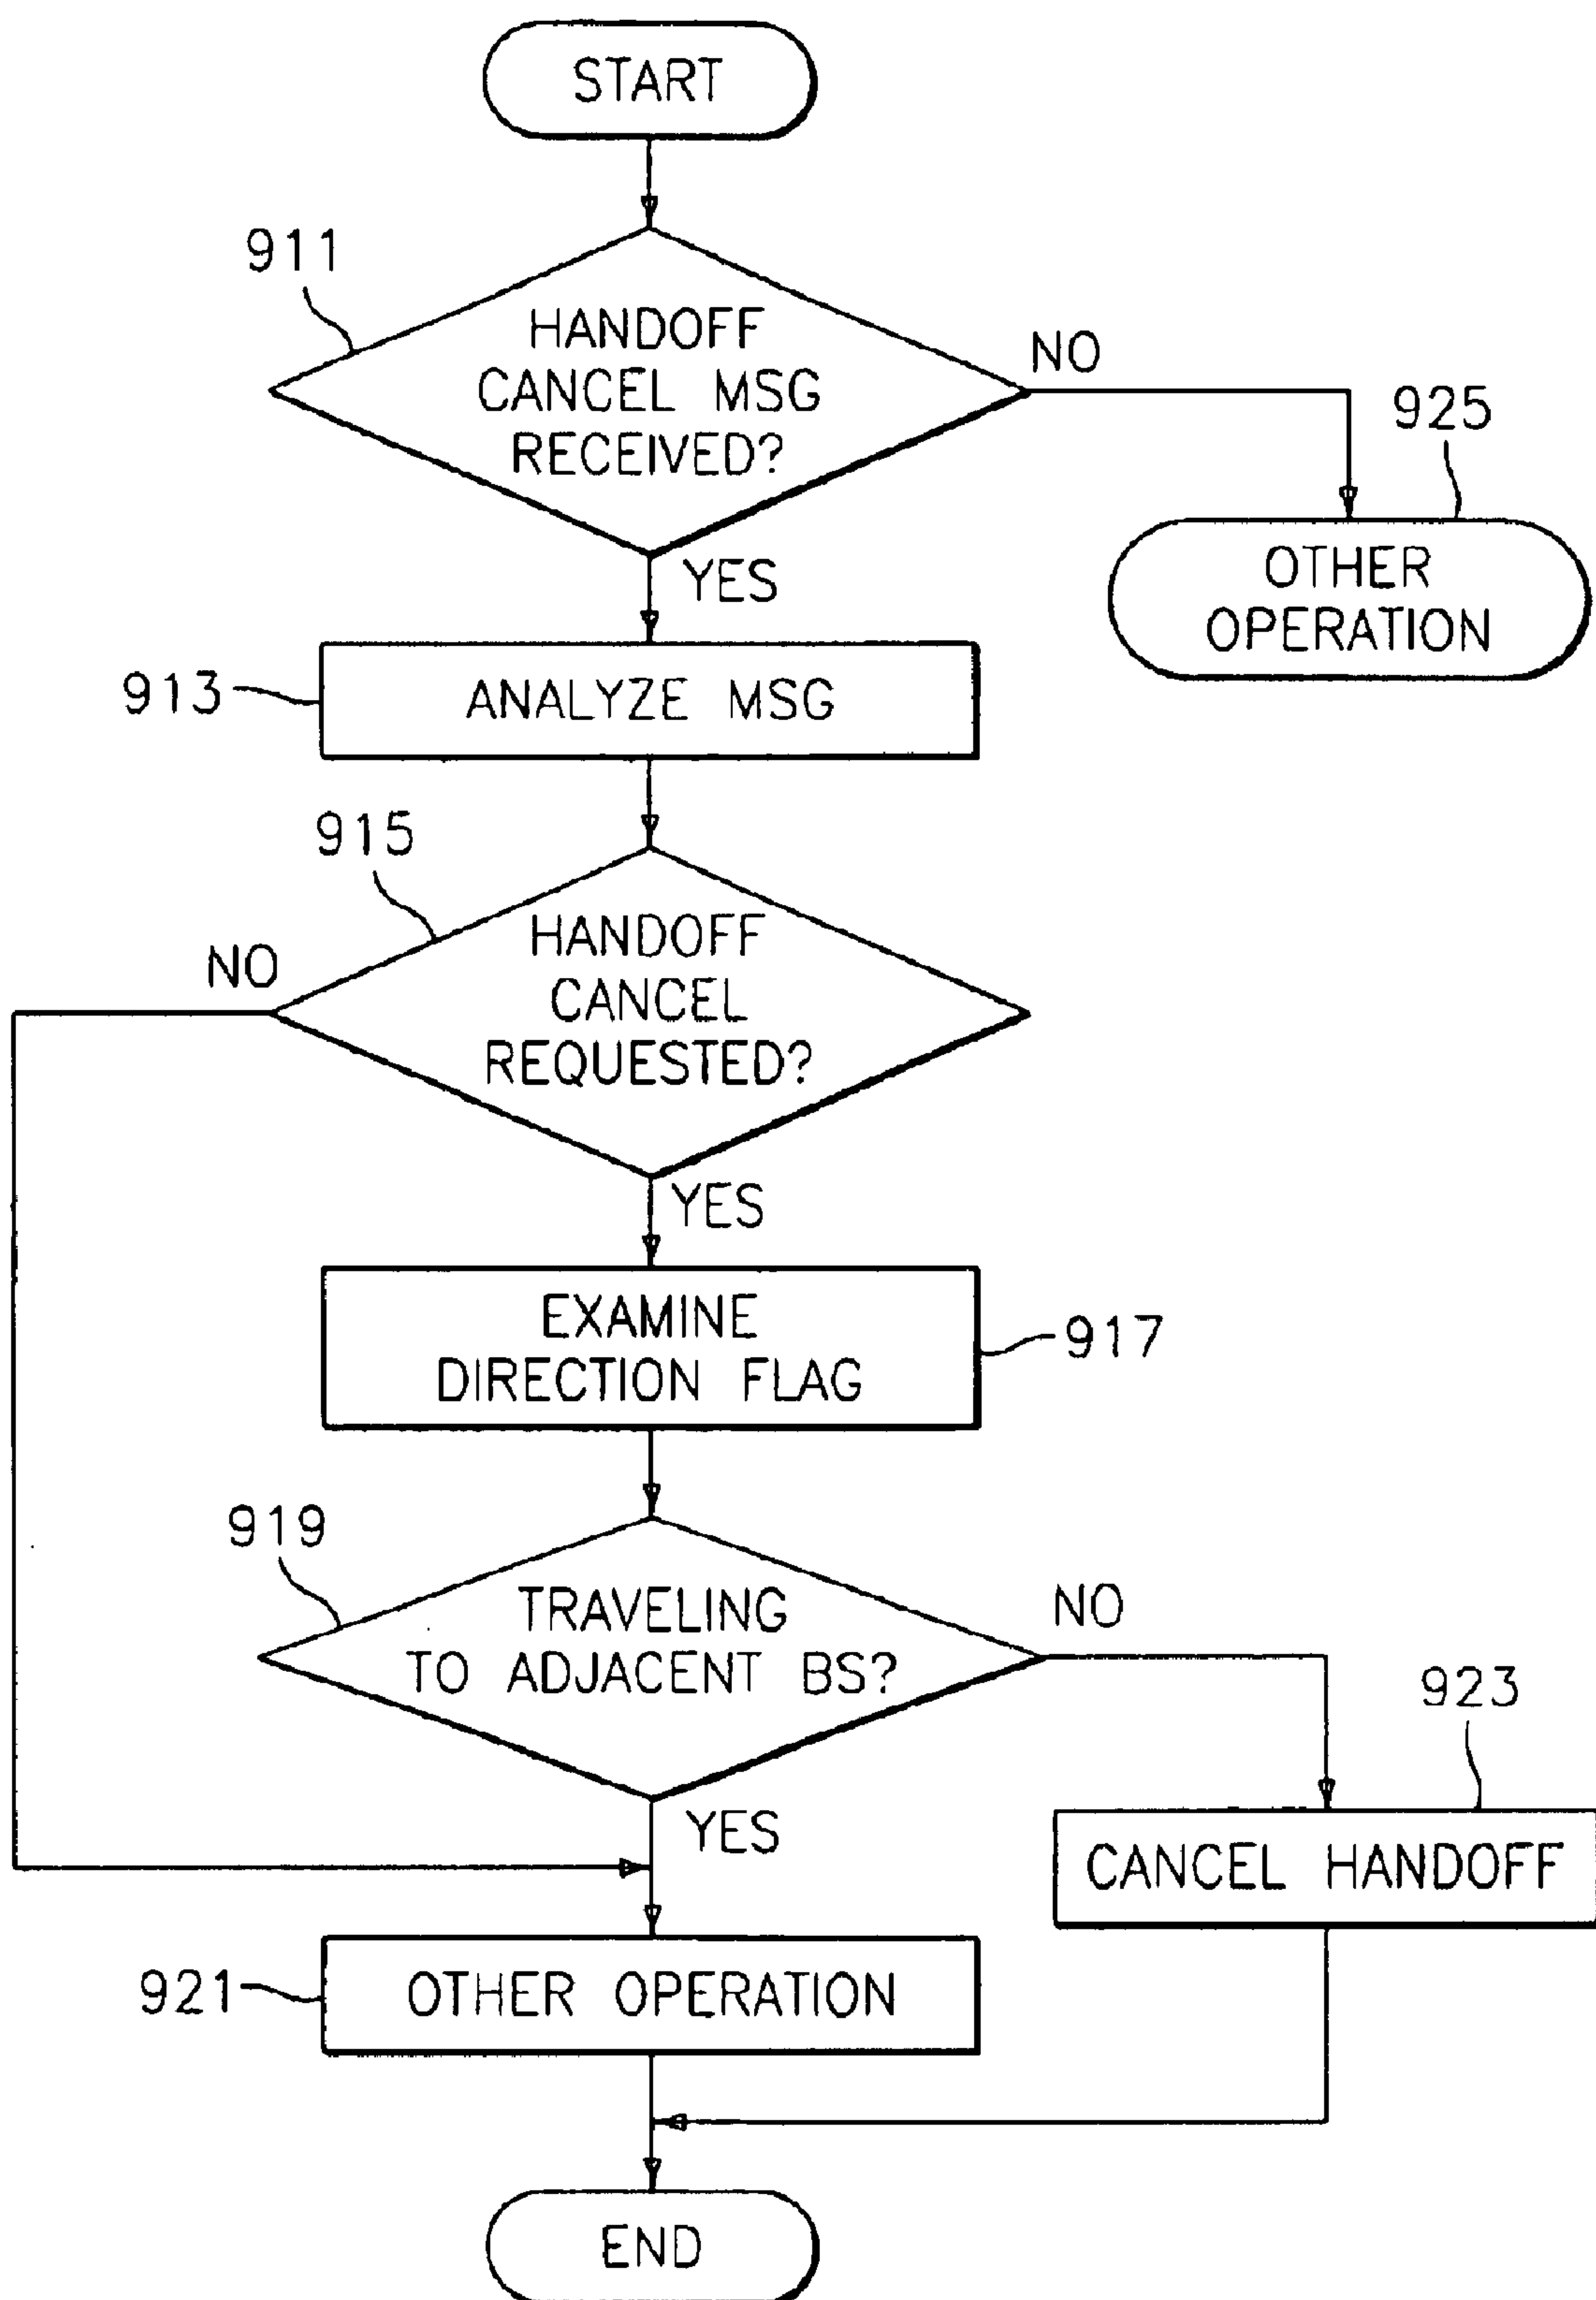 START
911
HANDOFF
CANCEL MSG
RECEIVED?
NO
925
OTHER
OPERATION
YES
913
ANALYZE MSG
915
HANDOFF
CANCEL
REQUESTED?
NO
YES
EXAMINE
DIRECTION FLAG
917
919
TRAVELING
TO ADJACENT BS?
NO
923
YES
CANCEL HANDOFF
921
OTHER OPERATION
END